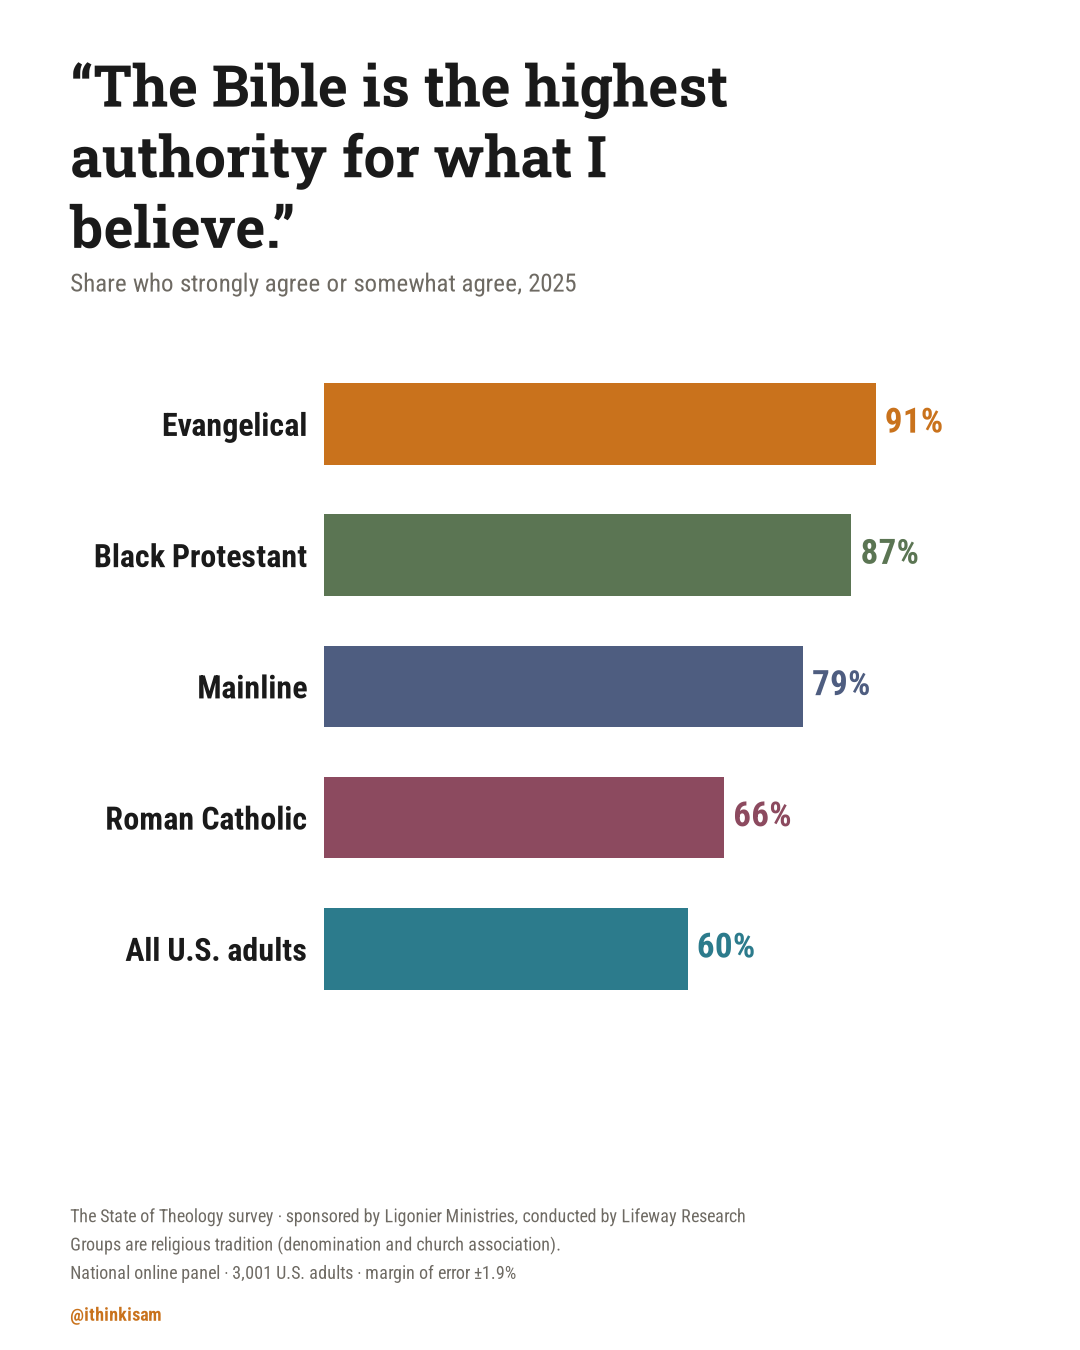 “The Bible is the highest
authority for what I
believe.”
Share who strongly agree or somewhat agree, 2025
Evangelical 91%
Black Protestant 87%
Mainline 79%
Roman Catholic 66%
All U.S. adults 60%
The State of Theology survey · sponsored by Ligonier Ministries, conducted by Lifeway Research
Groups are religious tradition (denomination and church association).
National online panel · 3,001 U.S. adults · margin of error ±1.9%
@ithinkisam